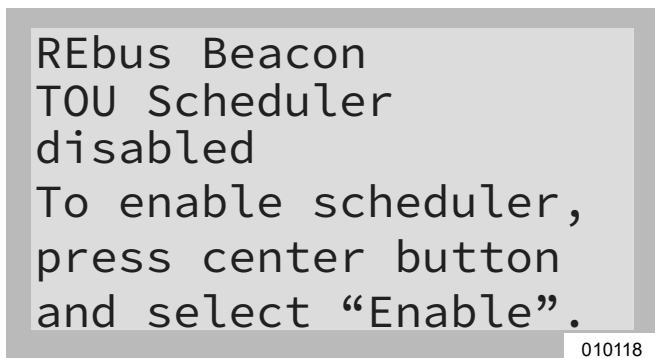 REbus Beacon
TOU Scheduler
disabled
To enable scheduler,
press center button
and select “Enable”.
010118